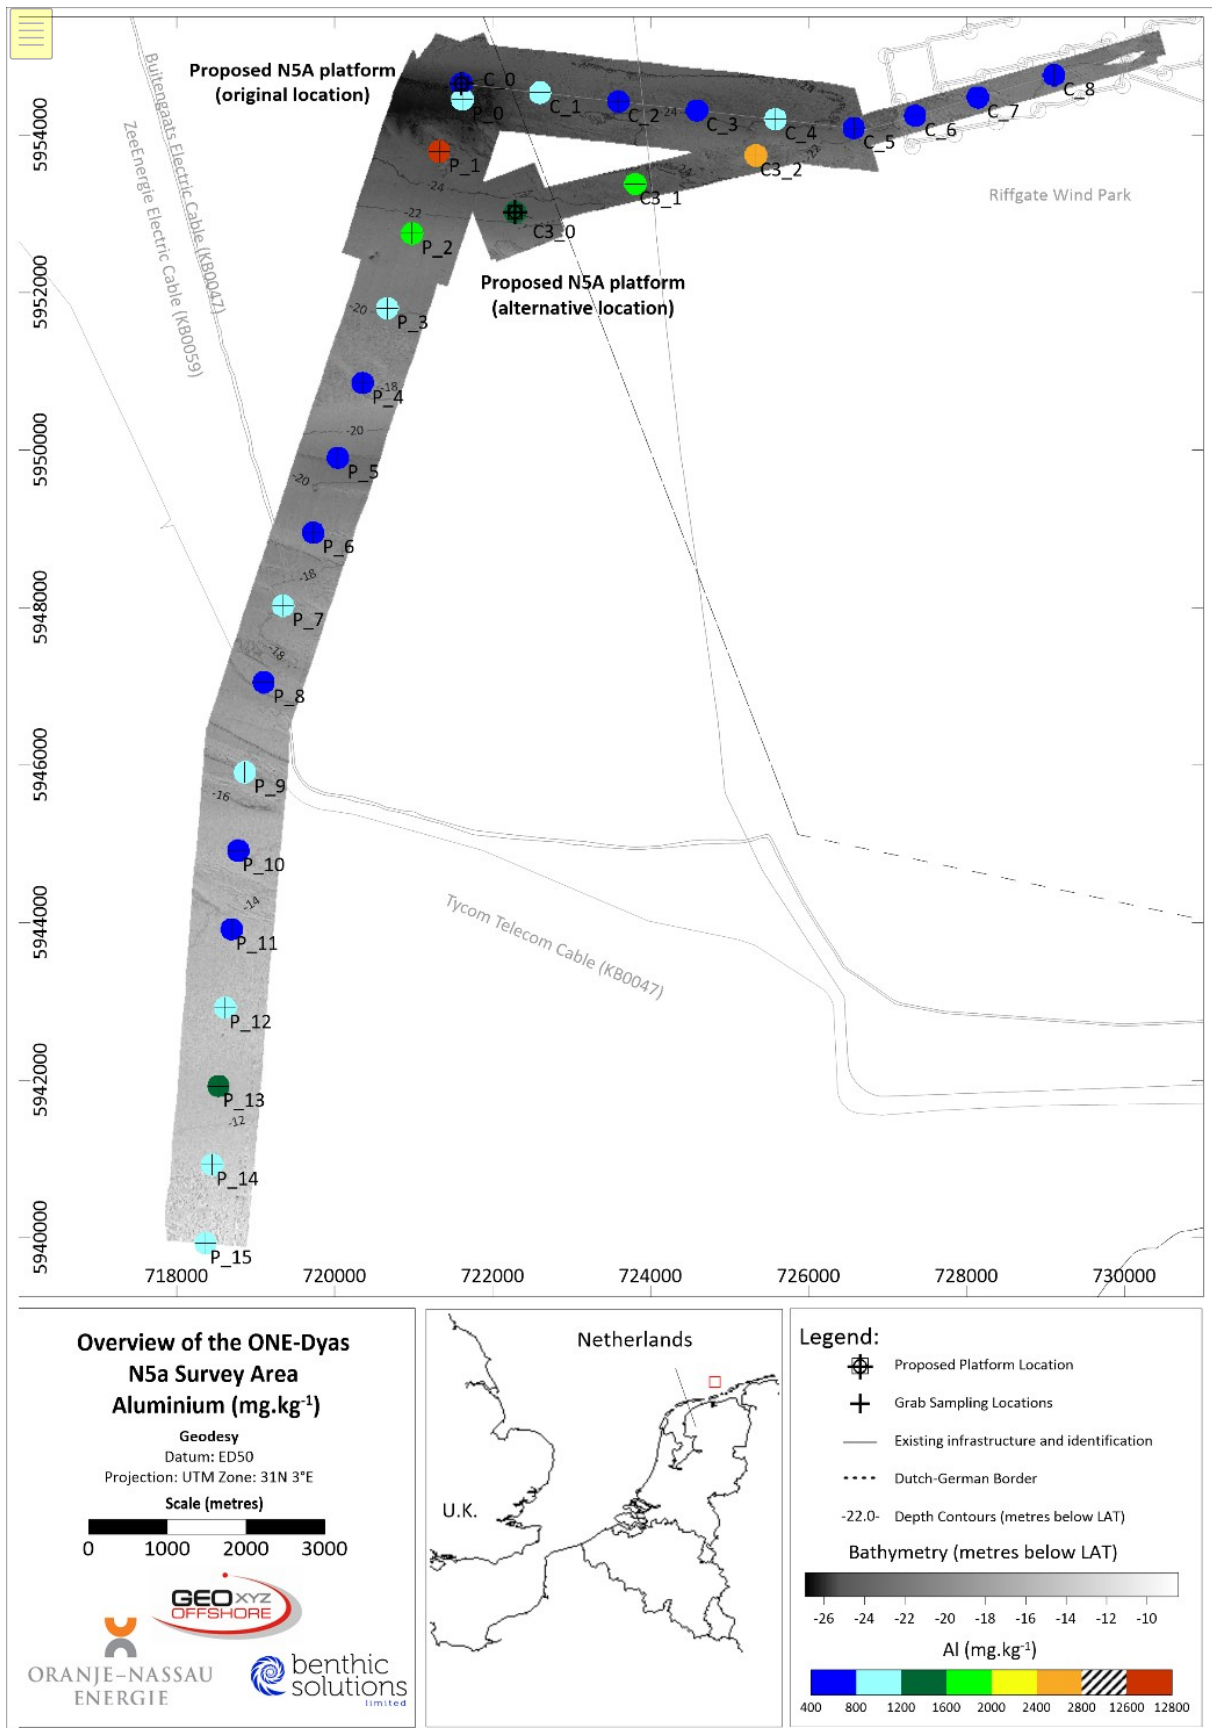 Proposed N5A platform
(original location)
Buitengaats Electric Cable (KB0047)
ZeeEnergie Electric Cable (KB0059)
C_0
P_0
C_1
C_2
C_3
C_4
C_5
C_6
C_7
C_8
-24
-24
-22
-24
P_1
C3_2
C3_1
C3_0
Riffgate Wind Park
-24
-22
P_2
Proposed N5A platform
(alternative location)
-20
P_3
-18
P_4
-20
P_5
-20
P_6
-18
P_7
-18
P_8
P_9
-16
P_10
-14
P_11
Tycom Telecom Cable (KB0047)
P_12
P_13
-12
P_14
P_15
5954000
5952000
5950000
5948000
5946000
5944000
5942000
5940000
718000 720000 722000 724000 726000 728000 730000
Overview of the ONE-Dyas
N5a Survey Area
Aluminium (mg.kg⁻¹)
Geodesy
Datum: ED50
Projection: UTM Zone: 31N 3°E
Scale (metres)
0 1000 2000 3000
GEO XYZ
OFFSHORE
ORANJE–NASSAU
ENERGIE
benthic
solutions
limited
Netherlands
U.K.
Legend:
Proposed Platform Location
Grab Sampling Locations
Existing infrastructure and identification
Dutch-German Border
-22.0- Depth Contours (metres below LAT)
Bathymetry (metres below LAT)
-26 -24 -22 -20 -18 -16 -14 -12 -10
Al (mg.kg⁻¹)
400 800 1200 1600 2000 2400 2800 12600 12800